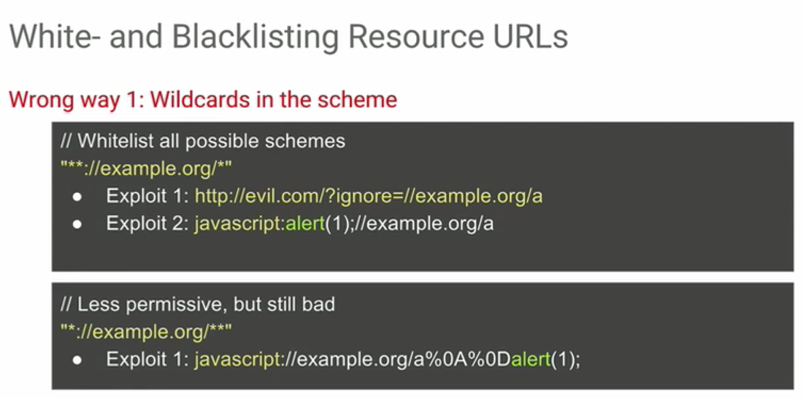 White- and Blacklisting Resource URLs
Wrong way 1: Wildcards in the scheme
// Whitelist all possible schemes
"**://example.org/*"
● Exploit 1: http://evil.com/?ignore=//example.org/a
● Exploit 2: javascript:alert(1);//example.org/a
// Less permissive, but still bad
"*://example.org/**"
● Exploit 1: javascript://example.org/a%0A%0Dalert(1);